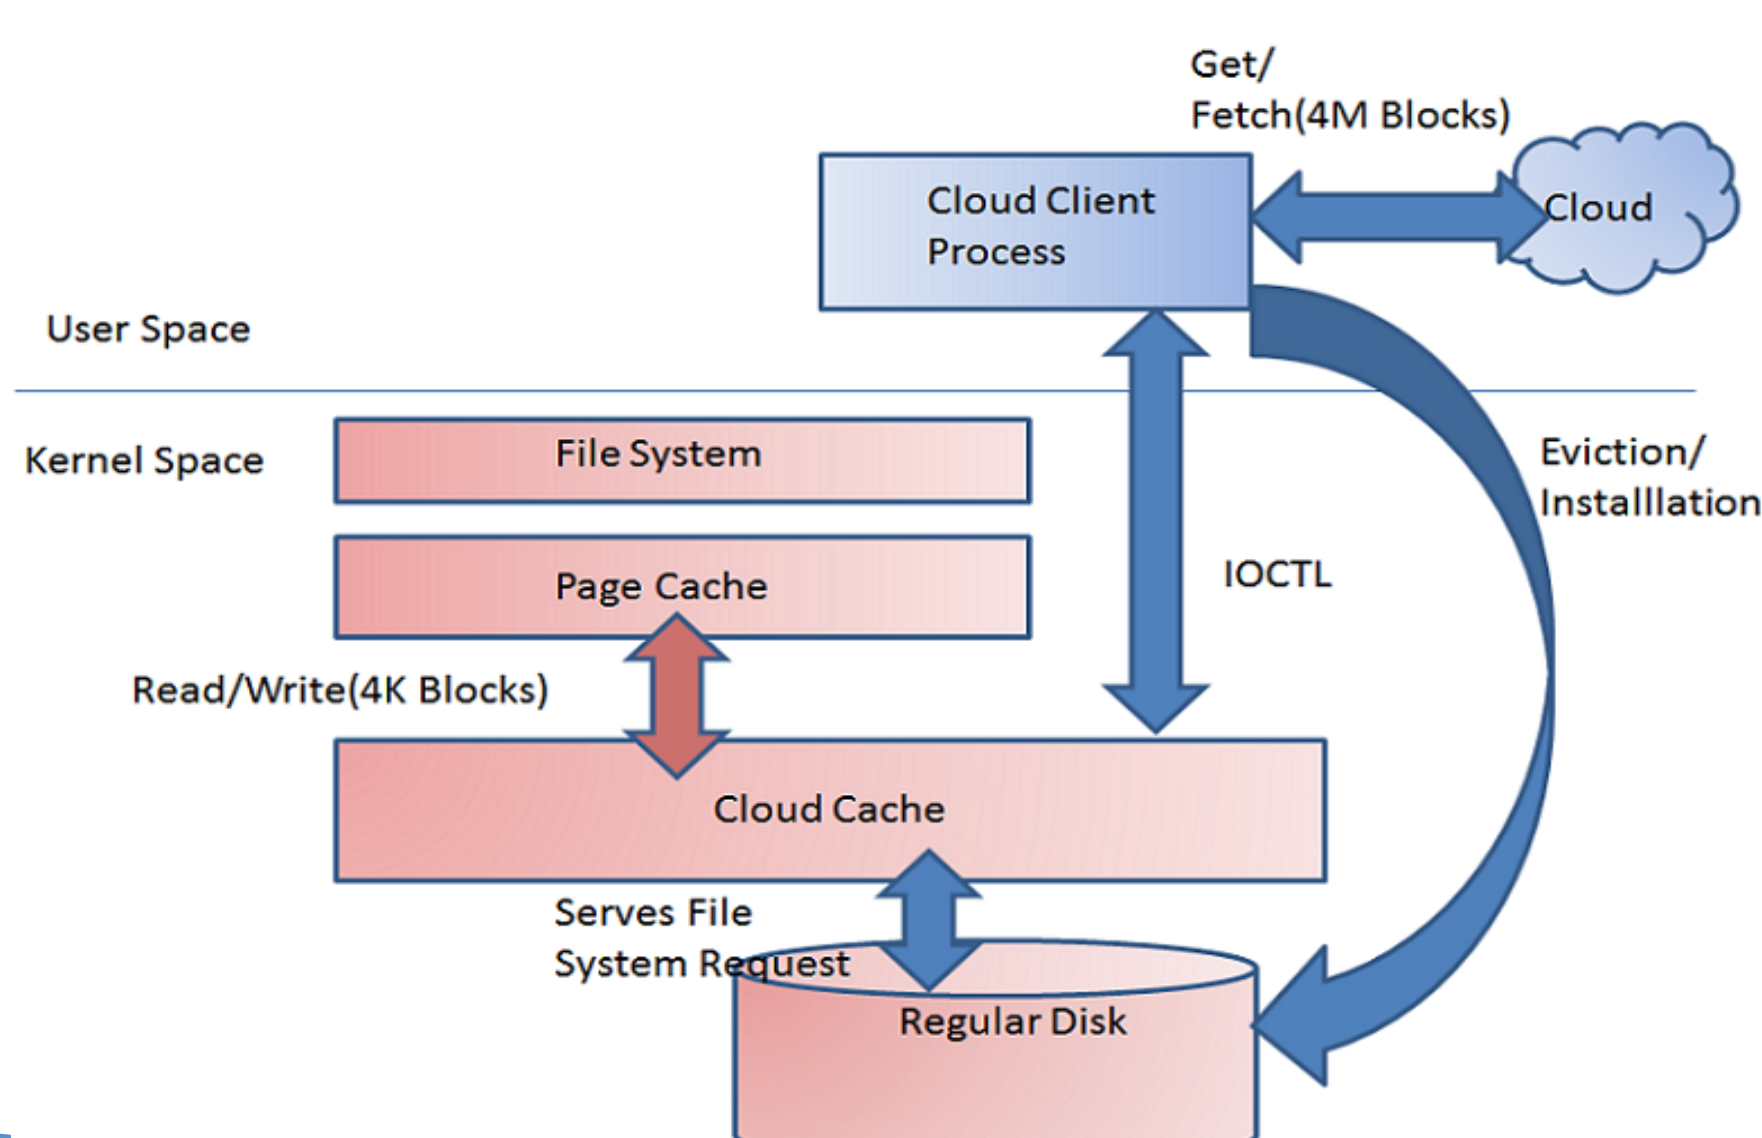 Get/
Fetch(4M Blocks)
Cloud Client
Process
Cloud
User Space
Kernel Space
File System
Eviction/
Installlation
Page Cache
IOCTL
Read/Write(4K Blocks)
Cloud Cache
Serves File
System Request
Regular Disk